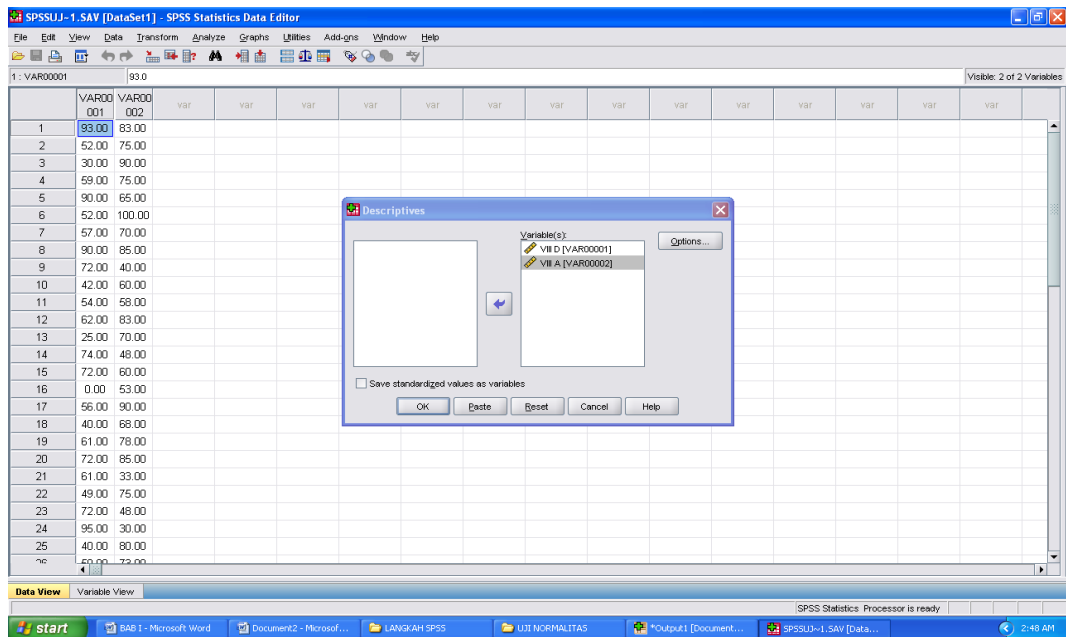 SPSSUJ~1.SAV [DataSet1] - SPSS Statistics Data Editor
File Edit View Data Transform Analyze Graphs Utilities Add-ons Window Help
1 : VAR00001 93.0 Visible: 2 of 2 Variables
VAR00001 VAR00002 var var var var var var var var var var var var var var
1 93.00 83.00
2 52.00 75.00
3 30.00 90.00
4 59.00 75.00
5 90.00 65.00
6 52.00 100.00
7 57.00 70.00
8 90.00 85.00
9 72.00 40.00
10 42.00 60.00
11 54.00 58.00
12 62.00 83.00
13 25.00 70.00
14 74.00 48.00
15 72.00 60.00
16 0.00 53.00
17 56.00 90.00
18 40.00 68.00
19 61.00 78.00
20 72.00 85.00
21 61.00 33.00
22 49.00 75.00
23 72.00 48.00
24 95.00 30.00
25 40.00 80.00
Descriptives
Variable(s):
VIII D [VAR00001]
VIII A [VAR00002]
Options...
Save standardized values as variables
OK Paste Reset Cancel Help
Data View Variable View
SPSS Statistics Processor is ready
start BAB I - Microsoft Word Document2 - Microsof... LANGKAH SPSS UJI NORMALITAS *Output1 [Document... SPSSUJ~1.SAV [Data... 2:48 AM